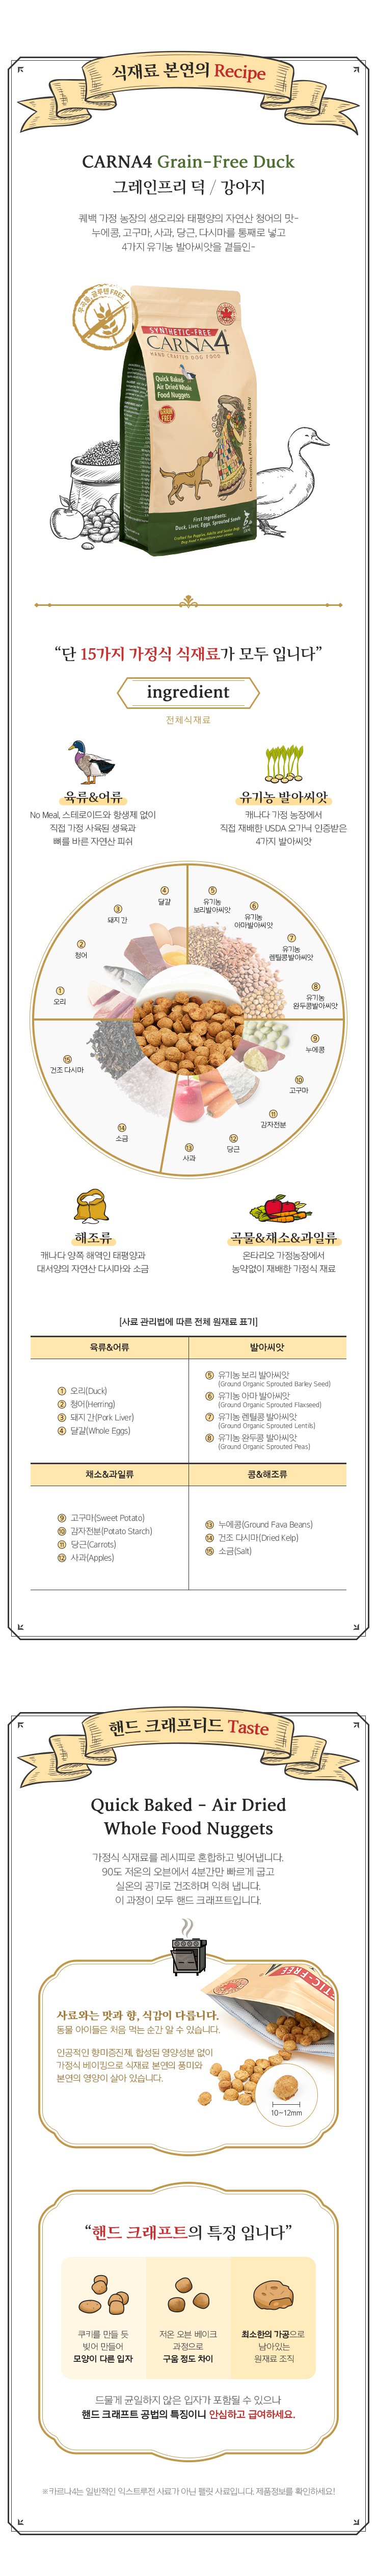 식재료 본연의 Recipe
CARNA4 Grain-Free Duck
그레인프리 덕 / 강아지
퀘백 가정 농장의 생오리와 태평양의 자연산 청어의 맛~
누에콩, 고구마, 사과, 당근, 다시마를 통째로 넣고
4가지 유기농 발아씨앗을 곁들인~
무곡물, 글루텐 FREE
SYNTHETIC-FREE
CARNA4
HAND CRAFTED DOG FOOD
Quick Baked-
Air Dried Whole
Food Nuggets
GRAIN
FREE
First Ingredients:
Duck, Liver, Eggs, Sprouted Seeds
“단 15가지 가정식 식재료가 모두 입니다”
ingredient
전체식재료
육류&어류
No Meal, 스테로이드와 항생제 없이
직접 가정 사육된 생육과
뼈를 바른 자연산 피쉬
유기농 발아씨앗
캐나다 가정 농장에서
직접 재배한 USDA 오가닉 인증받은
4가지 발아씨앗
④
달걀
⑤
유기농
보리발아씨앗
③
돼지 간
⑥
유기농
아마발아씨앗
②
청어
⑦
유기농
렌틸콩발아씨앗
①
오리
⑧
유기농
완두콩발아씨앗
⑨
누에콩
⑮
건조 다시마
⑩
고구마
⑪
감자전분
⑭
소금
⑫
당근
⑬
사과
해조류
캐나다 양쪽 해역인 태평양과
대서양의 자연산 다시마와 소금
곡물&채소&과일류
온타리오 가정농장에서
농약없이 재배한 가정식 재료
[사료 관리법에 따른 전체 원재료 표기]
육류&어류
① 오리(Duck)
② 청어(Herring)
③ 돼지 간(Pork Liver)
④ 달걀(Whole Eggs)
발아씨앗
⑤ 유기농 보리 발아씨앗
(Ground Organic Sprouted Barley Seed)
⑥ 유기농 아마 발아씨앗
(Ground Organic Sprouted Flaxseed)
⑦ 유기농 렌틸콩 발아씨앗
(Ground Organic Sprouted Lentils)
⑧ 유기농 완두콩 발아씨앗
(Ground Organic Sprouted Peas)
채소&과일류
⑨ 고구마(Sweet Potato)
⑩ 감자전분(Potato Starch)
⑪ 당근(Carrots)
⑫ 사과(Apples)
콩&해조류
⑬ 누에콩(Ground Fava Beans)
⑭ 건조 다시마(Dried Kelp)
⑮ 소금(Salt)
핸드 크래프티드 Taste
Quick Baked - Air Dried
Whole Food Nuggets
가정식 식재료를 레시피로 혼합하고 빚어냅니다.
90도 저온의 오븐에서 4분간만 빠르게 굽고
실온의 공기로 건조하며 익혀 냅니다.
이 과정이 모두 핸드 크래프트입니다.
사료와는 맛과 향, 식감이 다릅니다.
동물 아이들은 처음 먹는 순간 알 수 있습니다.
인공적인 향미증진제, 합성된 영양성분 없이
가정식 베이킹으로 식재료 본연의 풍미와
본연의 영양이 살아 있습니다.
TIC-FREE
10~12mm
“핸드 크래프트의 특징 입니다”
쿠키를 만들 듯
빚어 만들어
모양이 다른 입자
저온 오븐 베이크
과정으로
구움 정도 차이
최소한의 가공으로
남아있는
원재료 조직
드물게 균일하지 않은 입자가 포함될 수 있으나
핸드 크래프트 공법의 특징이니 안심하고 급여하세요.
※ 카르나4는 일반적인 익스트루전 사료가 아닌 펠릿 사료입니다. 제품정보를 확인하세요!